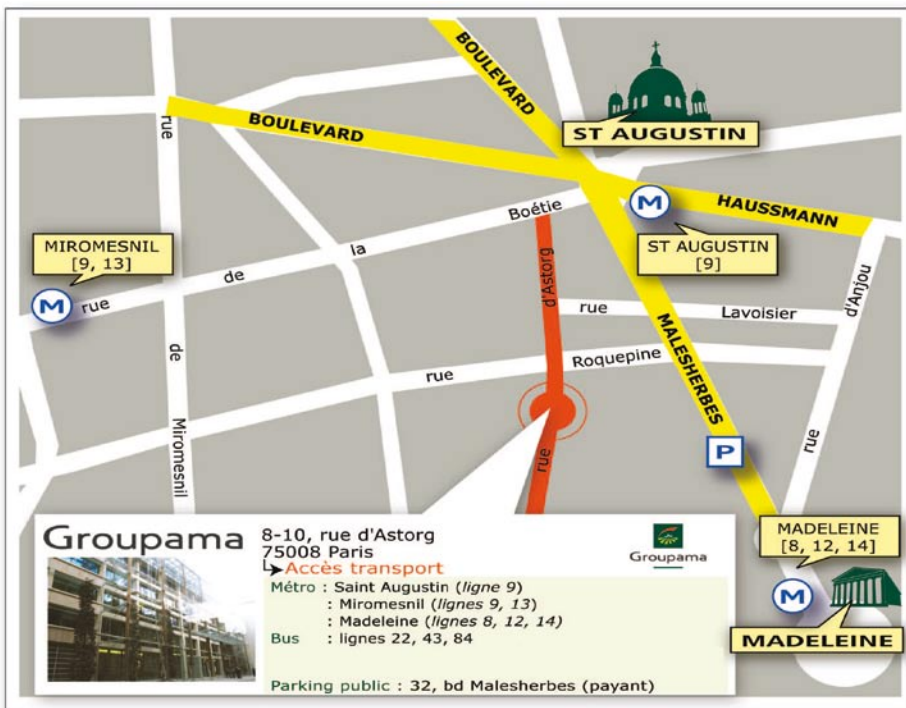 BOULEVARD
BOULEVARD
ST AUGUSTIN
rue
Boétie
HAUSSMANN
MIROMESNIL
[9, 13]
M
ST AUGUSTIN
[9]
la
de
rue
M
d'Astorg
d'Anjou
rue
Lavoisier
MALESHERBES
de
Roquepine
rue
Miromesnil
rue
P
rue
MADELEINE
[8, 12, 14]
M
MADELEINE
Groupama
8-10, rue d'Astorg
75008 Paris
Accès transport
Groupama
Métro : Saint Augustin (ligne 9)
: Miromesnil (lignes 9, 13)
: Madeleine (lignes 8, 12, 14)
Bus : lignes 22, 43, 84
Parking public : 32, bd Malesherbes (payant)